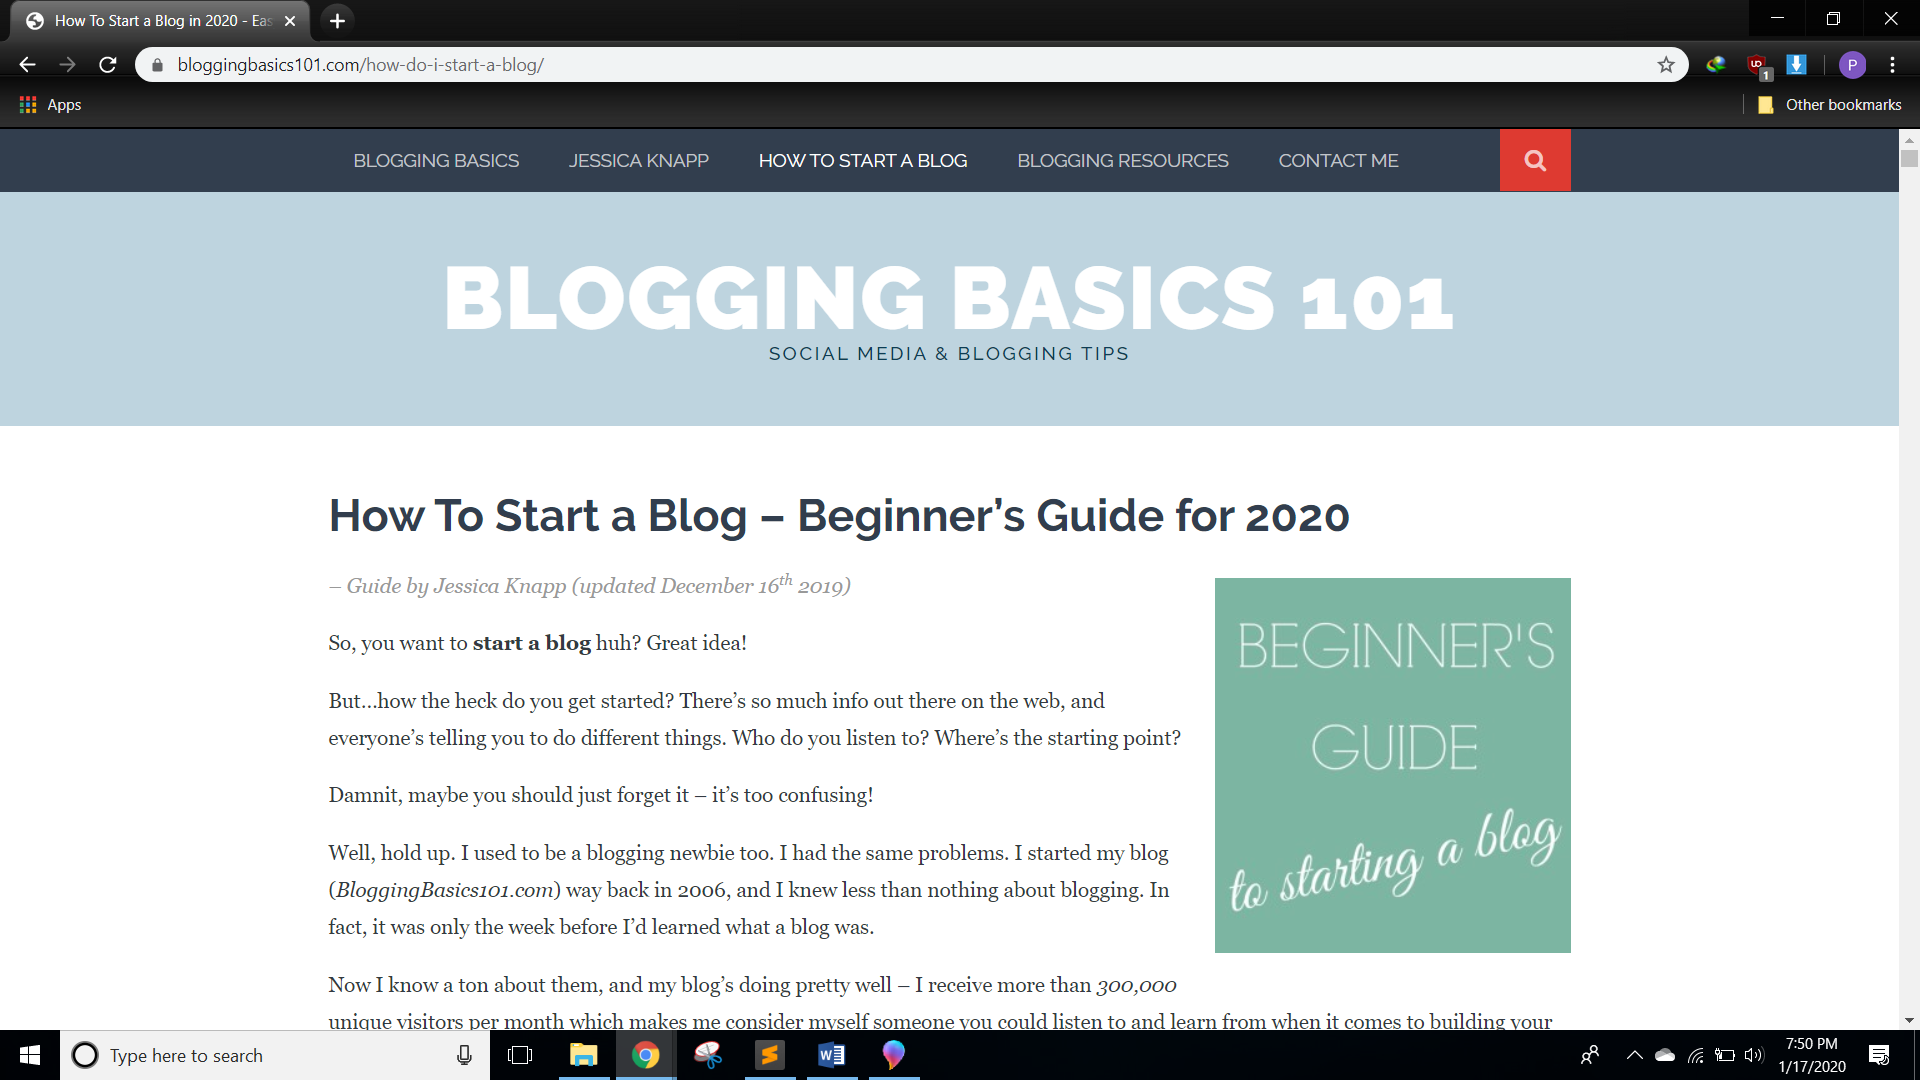 How To Start a Blog in 2020 - Eas
bloggingbasics101.com/how-do-i-start-a-blog/
1
P
Apps
Other bookmarks
BLOGGING BASICS
JESSICA KNAPP
HOW TO START A BLOG
BLOGGING RESOURCES
CONTACT ME
BLOGGING BASICS 101
SOCIAL MEDIA & BLOGGING TIPS
How To Start a Blog – Beginner’s Guide for 2020
– Guide by Jessica Knapp (updated December 16th 2019)
So, you want to start a blog huh? Great idea!
But…how the heck do you get started? There’s so much info out there on the web, and
everyone’s telling you to do different things. Who do you listen to? Where’s the starting point?
Damnit, maybe you should just forget it – it’s too confusing!
Well, hold up. I used to be a blogging newbie too. I had the same problems. I started my blog
(BloggingBasics101.com) way back in 2006, and I knew less than nothing about blogging. In
fact, it was only the week before I’d learned what a blog was.
Now I know a ton about them, and my blog’s doing pretty well – I receive more than 300,000
unique visitors per month which makes me consider myself someone you could listen to and learn from when it comes to building your
BEGINNER'S
GUIDE
to starting a blog
Type here to search
7:50 PM
1/17/2020